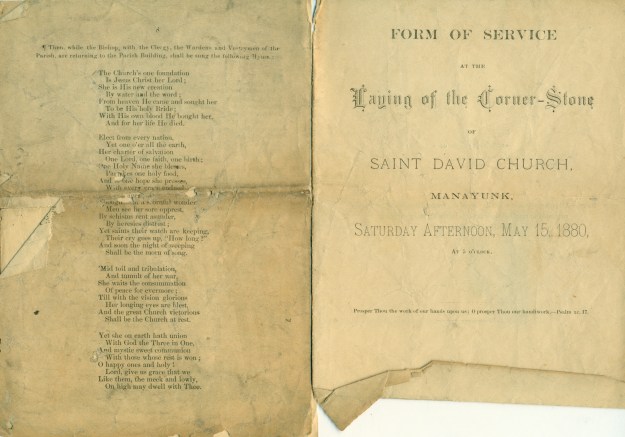 ¶ Then, while the Bishop, with the Clergy, the Wardens and Vestrymen of the
Parish, are returning to the Parish Building, shall be sung the following Hymn :
The Church's one foundation
Is Jesus Christ her Lord;
She is His new creation
By water and the word;
From heaven He came and sought her
To be His holy Bride;
With His own blood He bought her,
And for her life He died.
Elect from every nation,
Yet one o'er all the earth,
Her charter of salvation
One Lord, one faith, one birth;
One Holy Name she blesses,
Partakes one holy food,
And to one hope she presses,
With every grace endued.
wonder
Men see her sore opprest,
By schisms rent asunder,
By heresies distrest;
Yet saints their watch are keeping,
Their cry goes up, "How long?"
And soon the night of weeping
Shall be the morn of song.
'Mid toil and tribulation,
And tumult of her war,
She waits the consummation
Of peace for evermore;
Till with the vision glorious
Her longing eyes are blest,
And the great Church victorious
Shall be the Church at rest.
Yet she on earth hath union
With God the Three in One,
And mystic sweet communion
With those whose rest is won;
O happy ones and holy!
Lord, give us grace that we
Like them, the meek and lowly,
On high may dwell with Thee.
FORM OF SERVICE
AT THE
Laying of the Corner-Stone
OF
SAINT DAVID CHURCH,
MANAYUNK,
SATURDAY AFTERNOON, MAY 15, 1880,
AT 5 O'CLOCK.
Prosper Thou the work of our hands upon us; O prosper Thou our handiwork.—Psalm xc. 17.